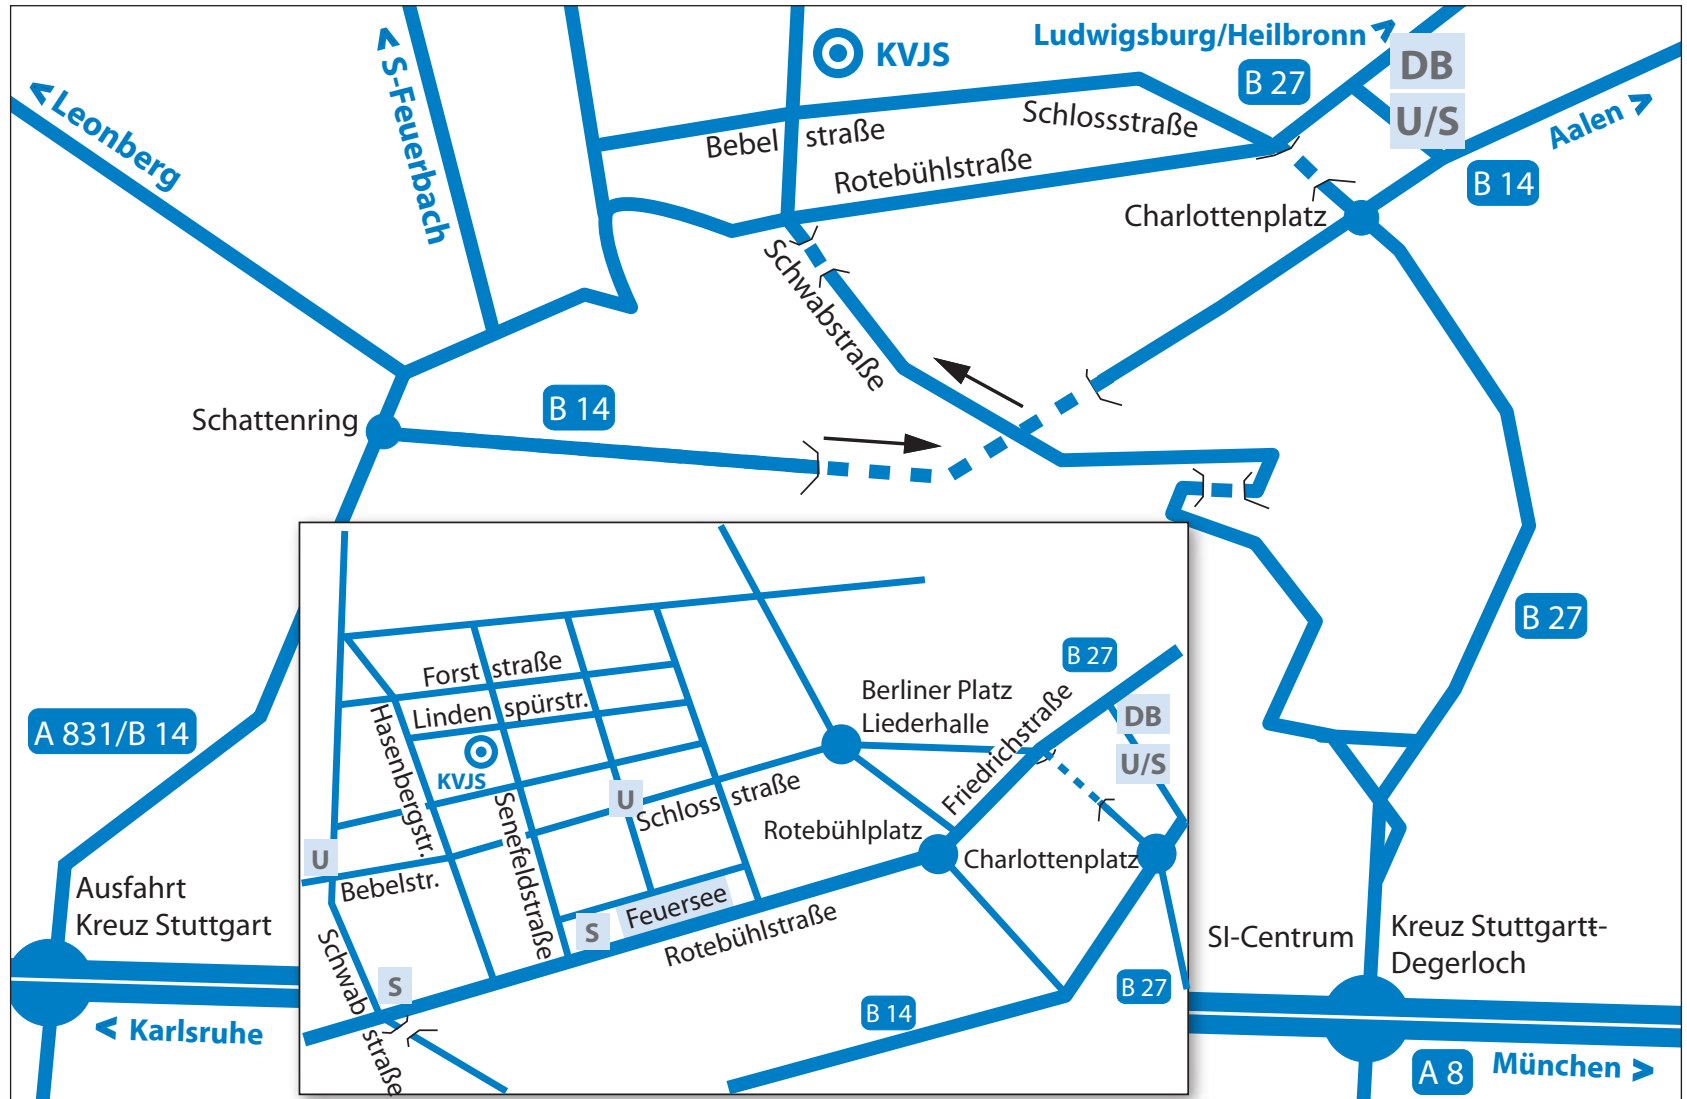 Ludwigsburg/Heilbronn >
KVJS
DB
B 27
U/S
< S-Feuerbach
< Leonberg
Aalen >
Schlossstraße
Bebel straße
Rotebühlstraße
B 14
Charlottenplatz
Schwabstraße
B 14
Schattenring
B 27
A 831/B 14
Ausfahrt
Kreuz Stuttgart
< Karlsruhe
SI-Centrum
Kreuz Stuttgartt-
Degerloch
A 8
München >
B 27
Forst straße
Berliner Platz
Liederhalle
Linden spürstr.
Friedrichstraße
DB
U/S
Hasenbergstr.
KVJS
Senefeldstraße
U
Schloss straße
Rotebühlplatz
Charlottenplatz
U
Bebelstr.
Feuersee
S
Rotebühlstraße
Schwab straße
S
B 27
B 14